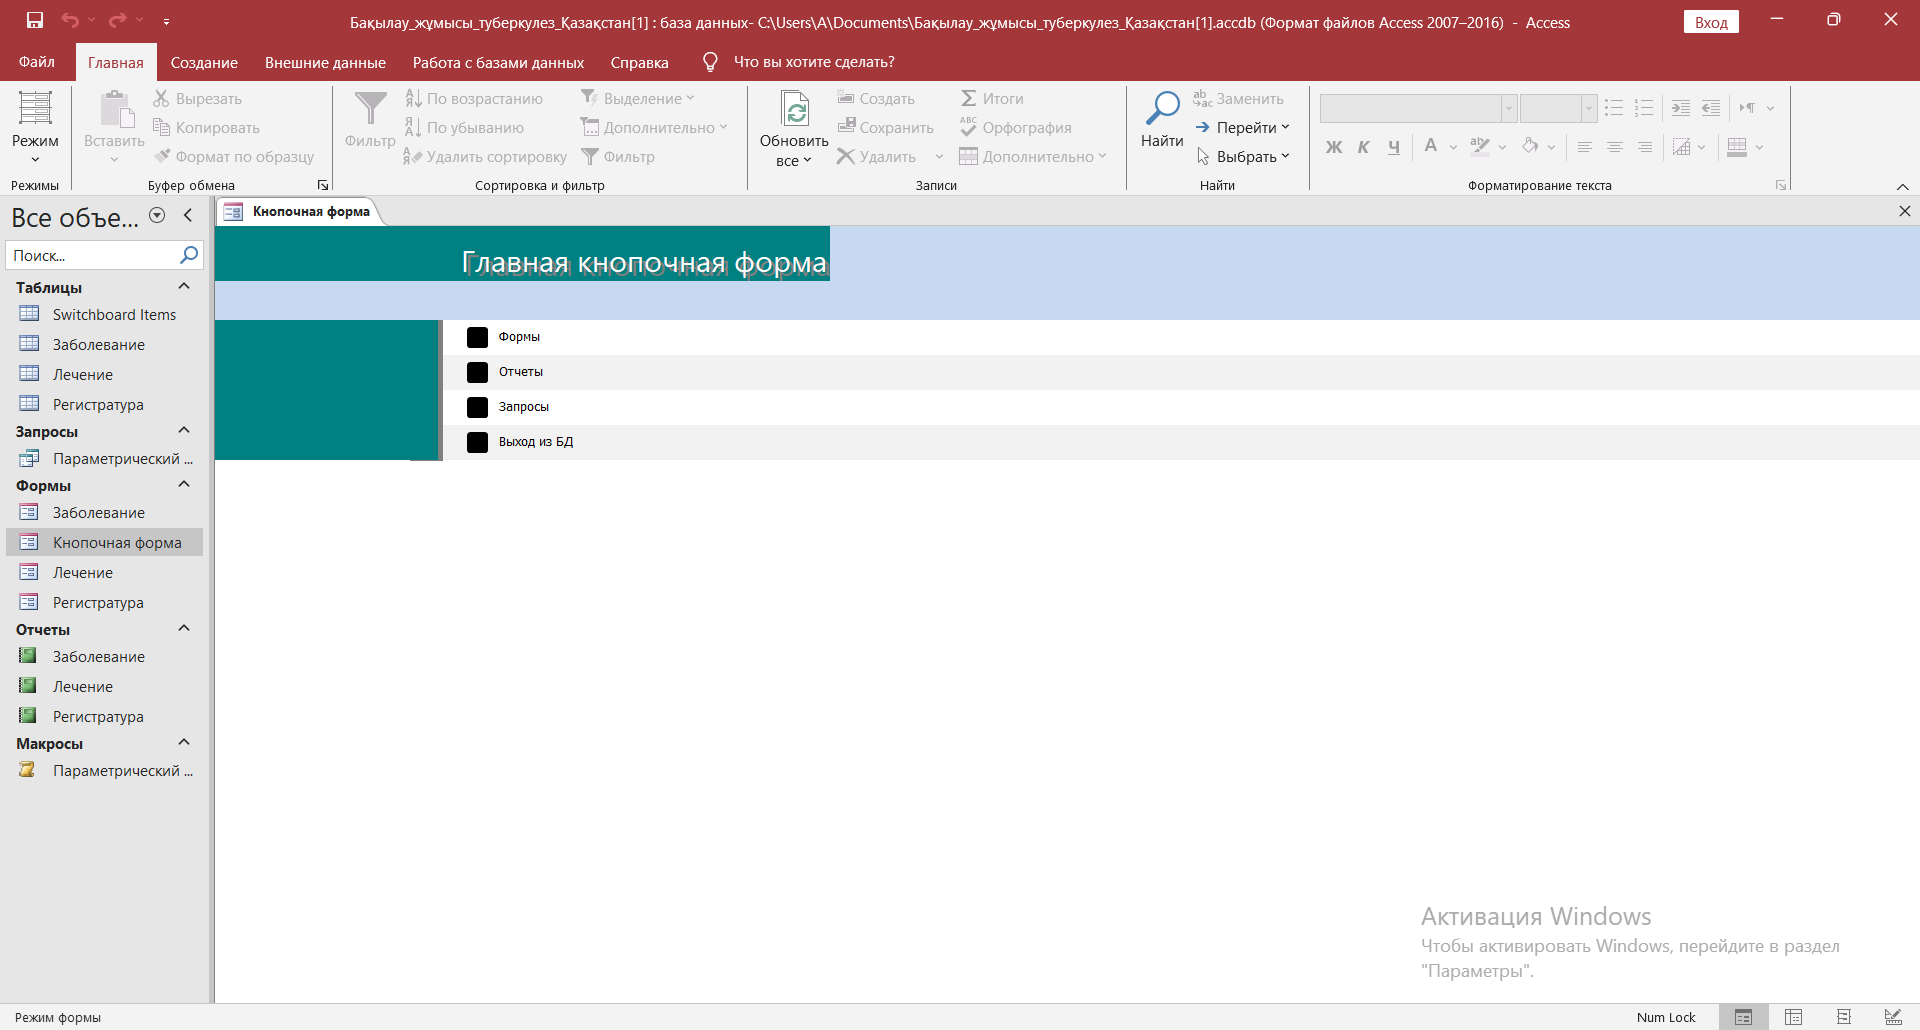 Бақылау_жұмысы_туберкулез_Қазақстан[1] : база данных- C:\Users\A\Documents\Бақылау_жұмысы_туберкулез_Қазақстан[1].accdb (Формат файлов Access 2007–2016) - Access
Вход
Файл
Главная
Создание
Внешние данные
Работа с базами данных
Справка
Что вы хотите сделать?
Режим
Режимы
Вставить
Вырезать
Копировать
Формат по образцу
Буфер обмена
Фильтр
По возрастанию
По убыванию
Удалить сортировку
Выделение
Дополнительно
Фильтр
Сортировка и фильтр
Обновить
все
Создать
Сохранить
Удалить
Итоги
Орфография
Дополнительно
Записи
Найти
Заменить
Перейти
Выбрать
Найти
Ж К Ч А
Форматирование текста
Все объе...
Поиск...
Таблицы
Switchboard Items
Заболевание
Лечение
Регистратура
Запросы
Параметрический ...
Формы
Заболевание
Кнопочная форма
Лечение
Регистратура
Отчеты
Заболевание
Лечение
Регистратура
Макросы
Параметрический ...
Кнопочная форма
Главная кнопочная форма
Формы
Отчеты
Запросы
Выход из БД
Активация Windows
Чтобы активировать Windows, перейдите в раздел
"Параметры".
Режим формы
Num Lock